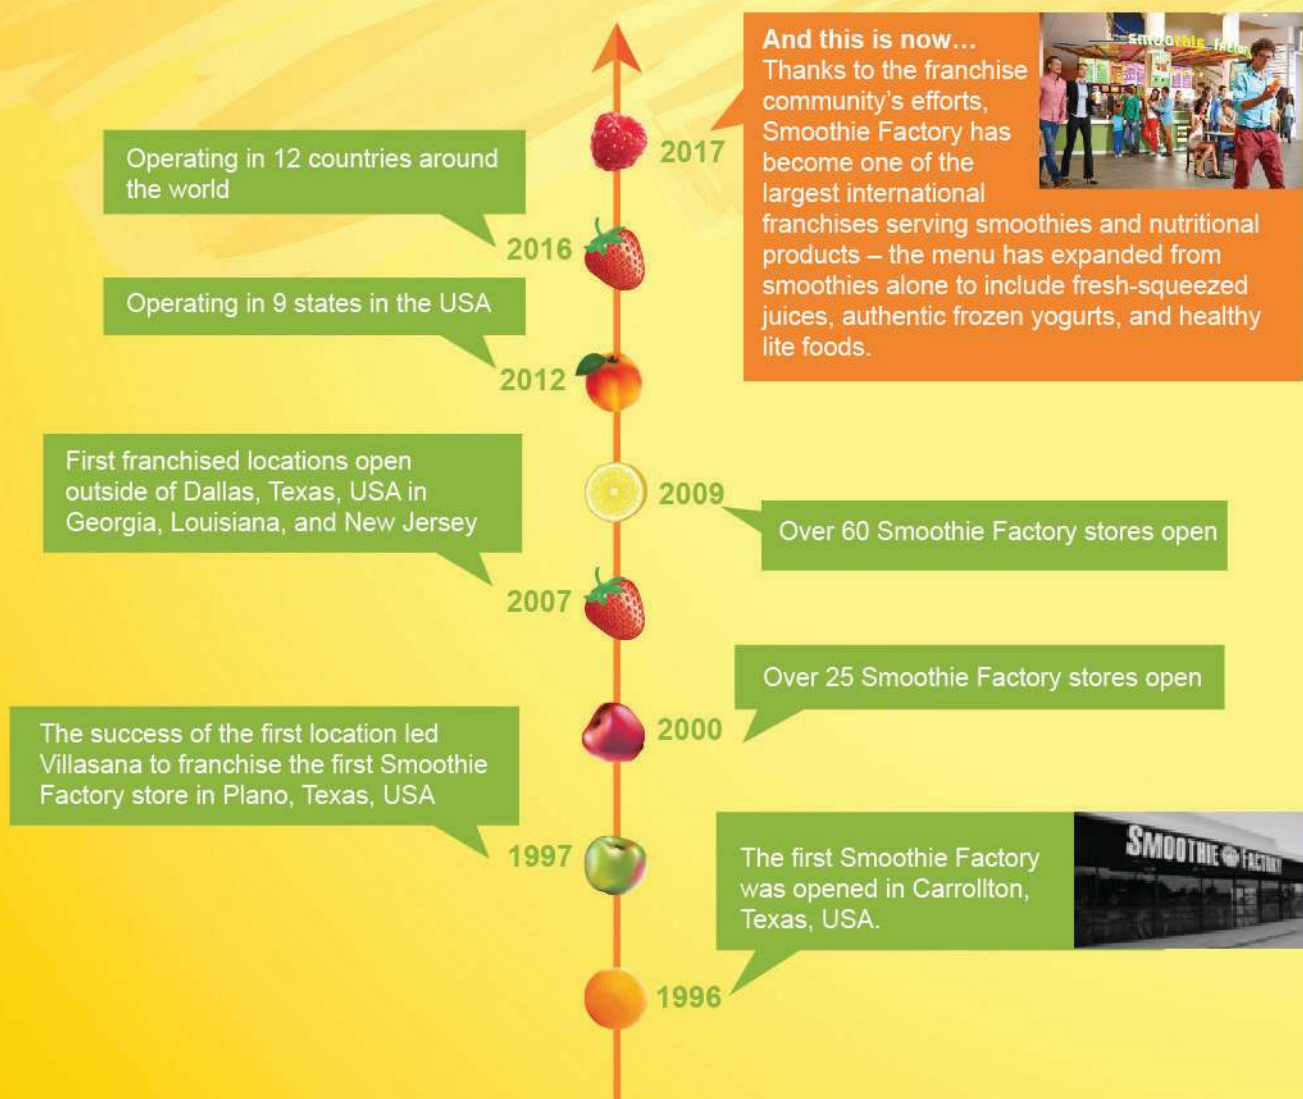 And this is now...
Thanks to the franchise
community's efforts,
Smoothie Factory has
become one of the
largest international
franchises serving smoothies and nutritional
products – the menu has expanded from
smoothies alone to include fresh-squeezed
juices, authentic frozen yogurts, and healthy
lite foods.
smoothie factory
2017
Operating in 12 countries around
the world
2016
Operating in 9 states in the USA
2012
First franchised locations open
outside of Dallas, Texas, USA in
Georgia, Louisiana, and New Jersey
2009
Over 60 Smoothie Factory stores open
2007
Over 25 Smoothie Factory stores open
2000
The success of the first location led
Villasana to franchise the first Smoothie
Factory store in Plano, Texas, USA
1997
The first Smoothie Factory
was opened in Carrollton,
Texas, USA.
SMOOTHIE FACTORY
1996